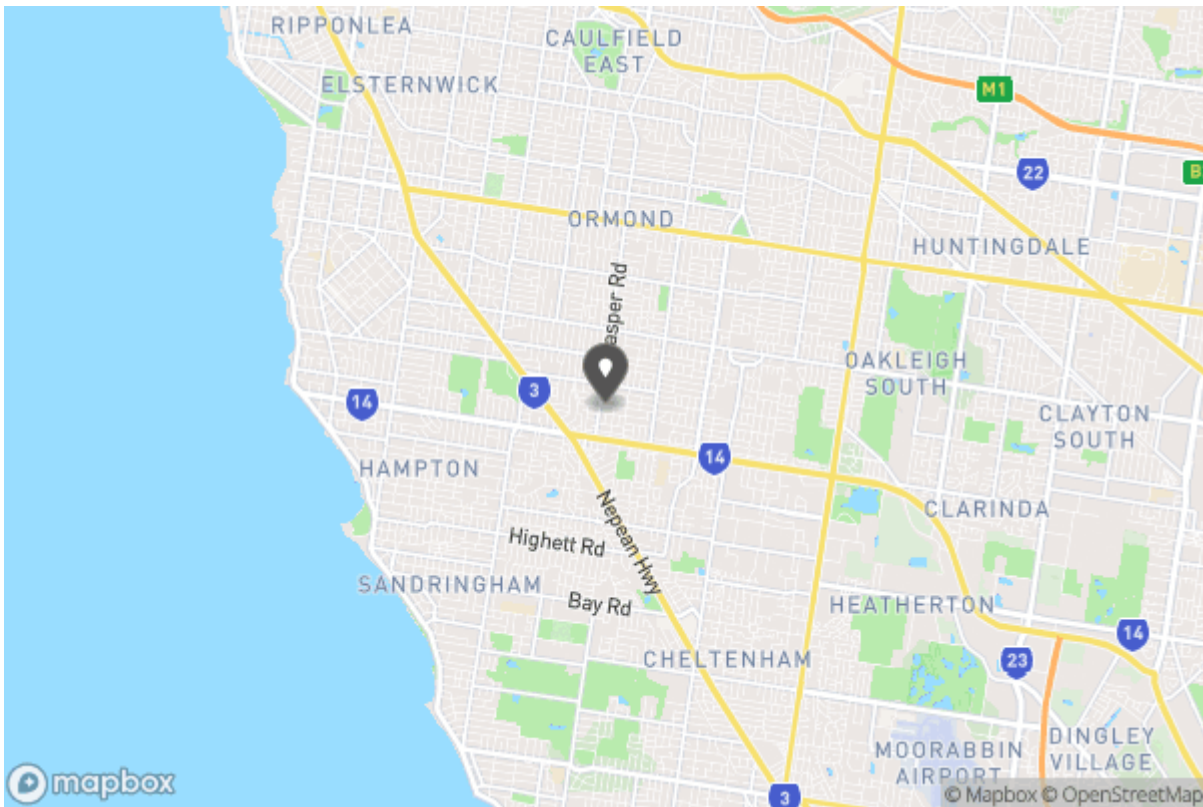 RIPPONLEA
CAULFIELD
EAST
ELSTERNWICK
M1
22
B
ORMOND
HUNTINGDALE
asper Rd
OAKLEIGH
SOUTH
3
14
CLAYTON
SOUTH
HAMPTON
14
CLARINDA
Nepean Hwy
Highett Rd
SANDRINGHAM
Bay Rd
HEATHERTON
14
CHELTENHAM
23
MOORABBIN
AIRPORT
DINGLEY
VILLAGE
3
mapbox
© Mapbox © OpenStreetMap